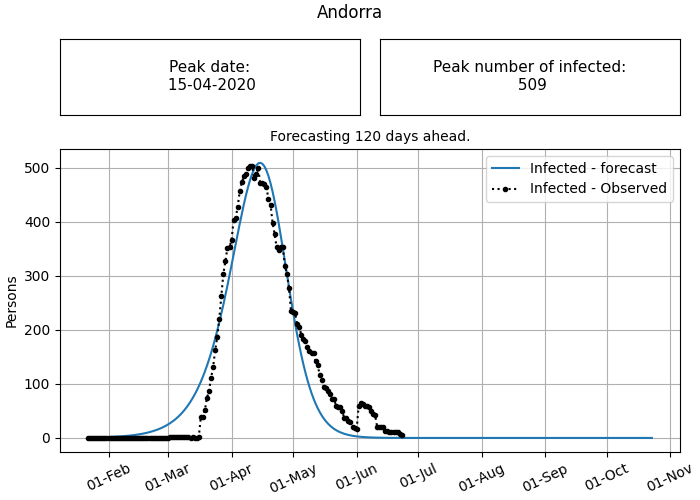 Andorra
Peak date:
15-04-2020
Peak number of infected:
509
Forecasting 120 days ahead.
Infected - forecast
Infected - Observed
Persons
500
400
300
200
100
0
01-Feb
01-Mar
01-Apr
01-May
01-Jun
01-Jul
01-Aug
01-Sep
01-Oct
01-Nov